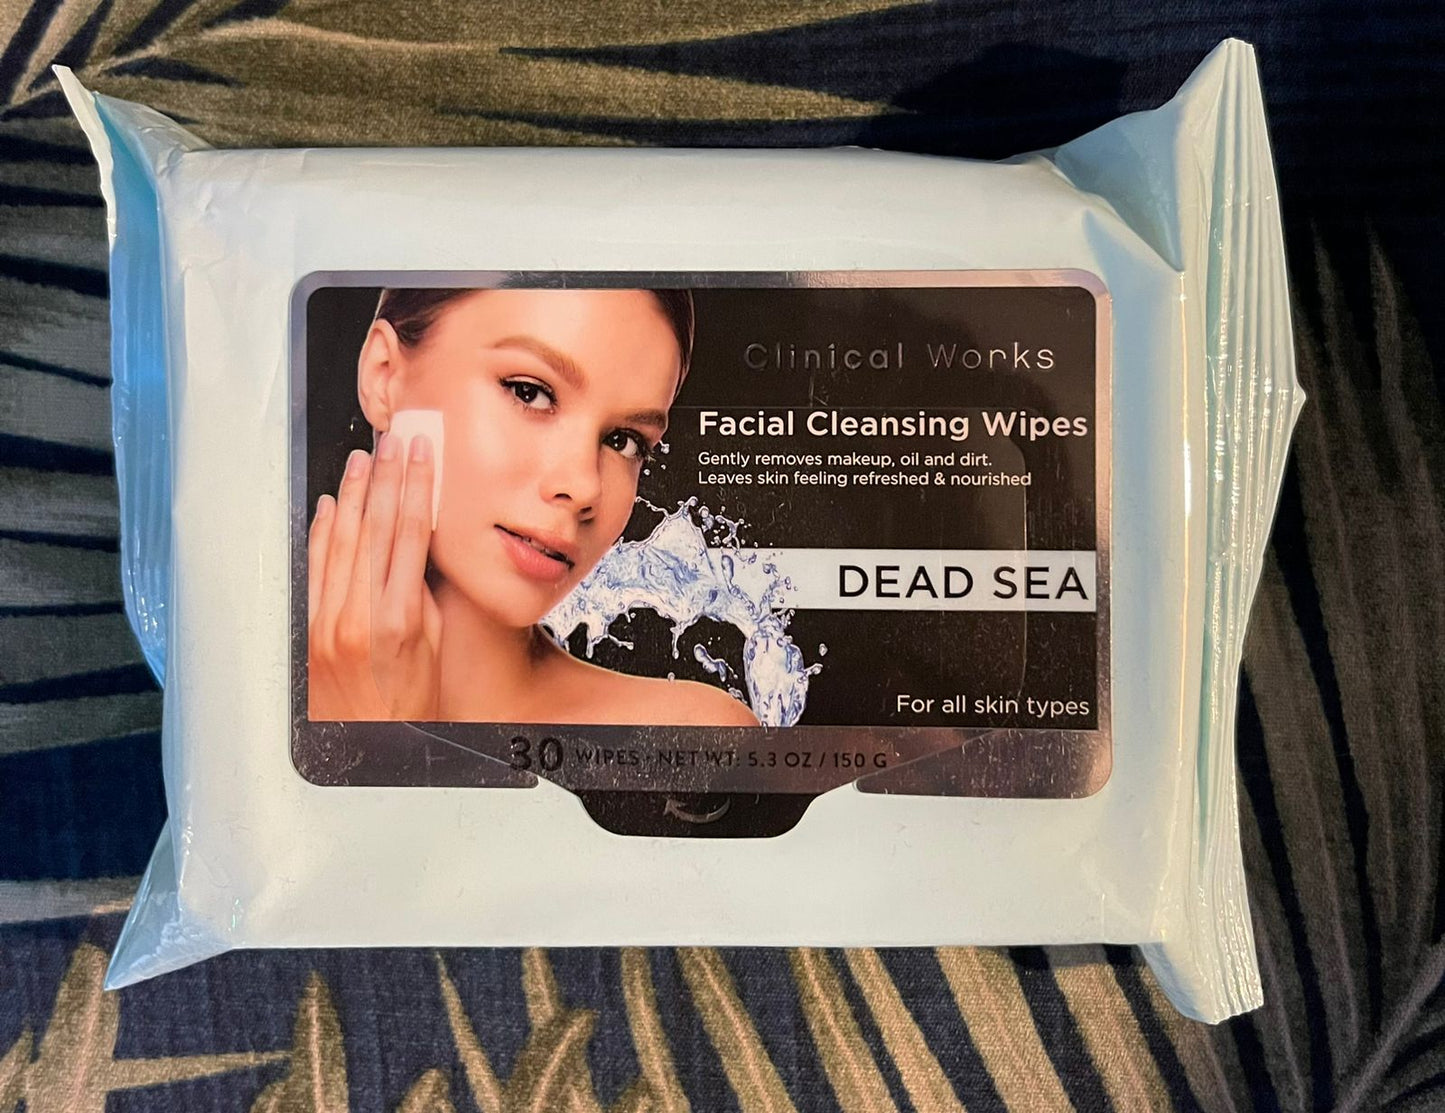 Clinical Works
Facial Cleansing Wipes
Gently removes makeup, oil and dirt.
Leaves skin feeling refreshed & nourished
DEAD SEA
For all skin types
30 WIPES · NET WT: 5.3 OZ / 150 G